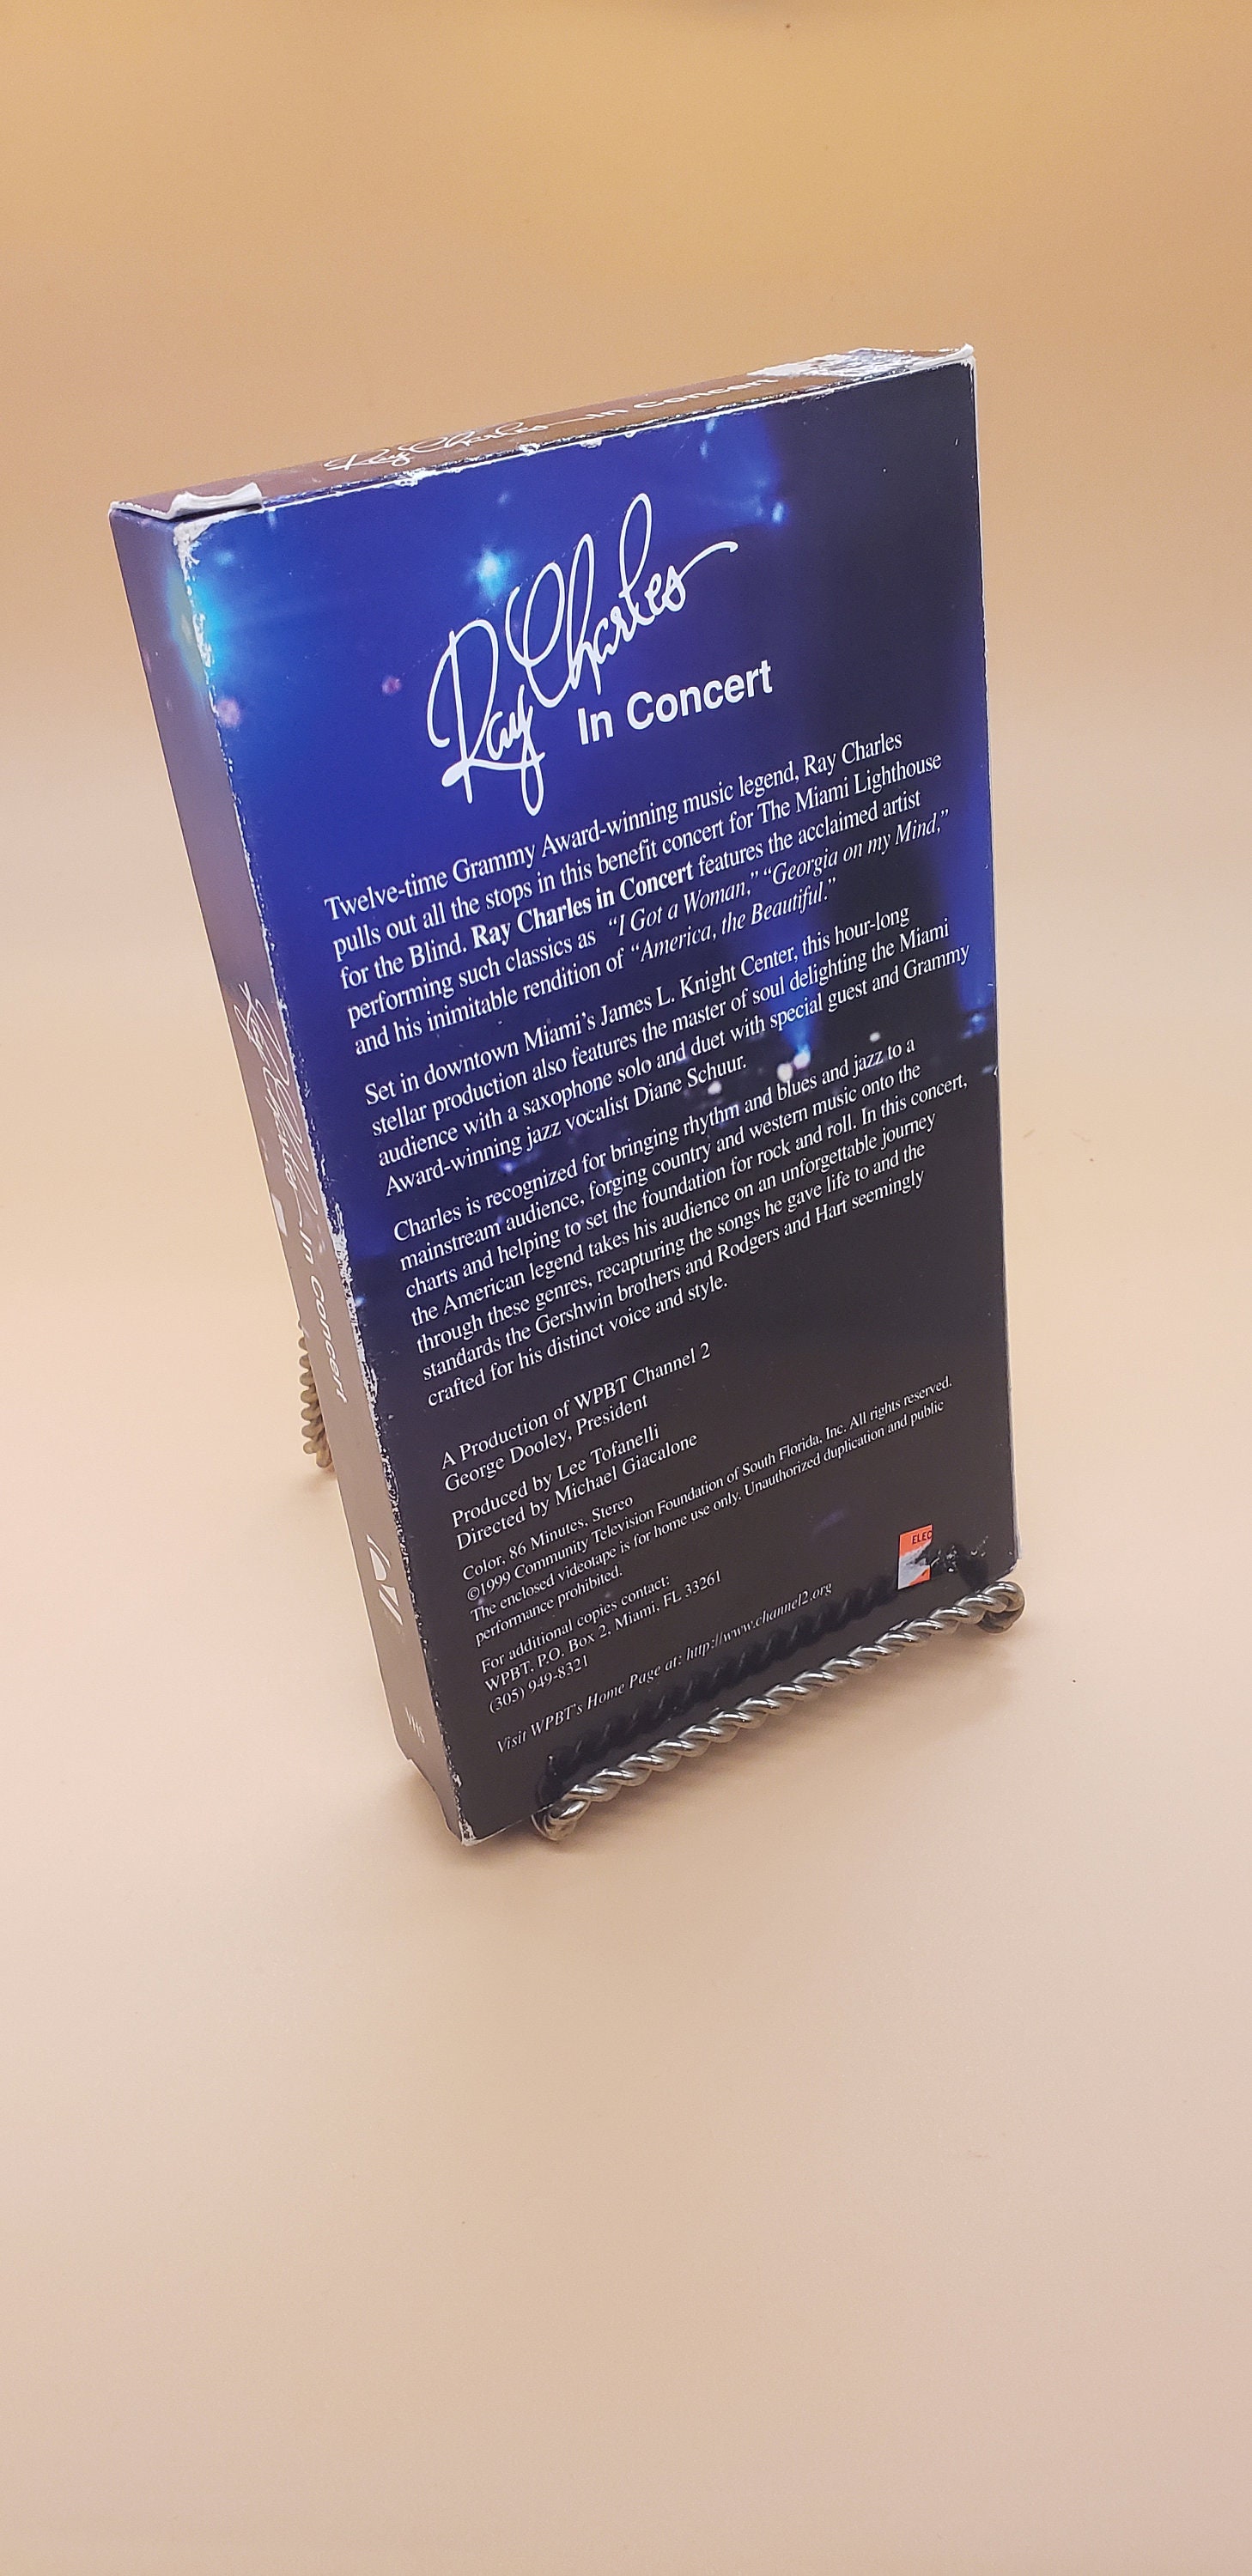 Ray Charles In Concert
Ray Charles
In Concert
Twelve-time Grammy Award-winning music legend, Ray Charles
pulls out all the stops in this benefit concert for The Miami Lighthouse
for the Blind. Ray Charles in Concert features the acclaimed artist
performing such classics as “I Got a Woman,” “Georgia on my Mind,”
and his inimitable rendition of “America, the Beautiful.”
Set in downtown Miami’s James L. Knight Center, this hour-long
stellar production also features the master of soul delighting the Miami
audience with a saxophone solo and duet with special guest and Grammy
Award-winning jazz vocalist Diane Schuur.
Charles is recognized for bringing rhythm and blues and jazz to a
mainstream audience, forging country and western music onto the
charts and helping to set the foundation for rock and roll. In this concert,
the American legend takes his audience on an unforgettable journey
through these genres, recapturing the songs he gave life to and the
standards the Gershwin brothers and Rodgers and Hart seemingly
crafted for his distinct voice and style.
A Production of WPBT Channel 2
George Dooley, President
Produced by Lee Tofanelli
Directed by Michael Giacalone
Color, 86 Minutes, Stereo
©1999 Community Television Foundation of South Florida, Inc. All rights reserved.
The enclosed videotape is for home use only. Unauthorized duplication and public
performance prohibited.
For additional copies contact:
WPBT, P.O. Box 2, Miami, FL 33261
(305) 949-8321
Visit WPBT’s Home Page at: http://www.channel2.org
ELEC
Ray Charles In Concert
VHS